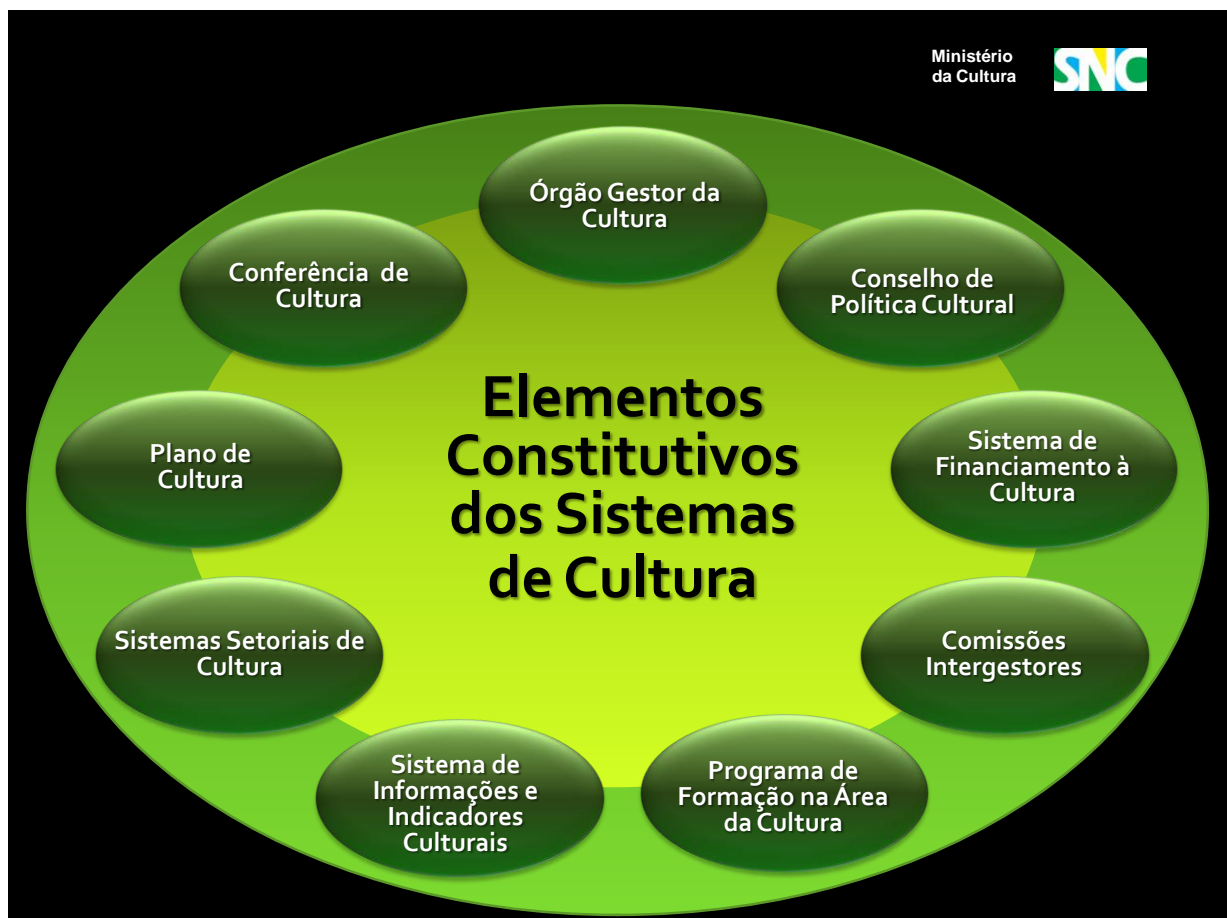 Ministério
da Cultura
SNC
Órgão Gestor da
Cultura
Conferência de
Cultura
Conselho de
Política Cultural
Elementos
Constitutivos
dos Sistemas
de Cultura
Plano de
Cultura
Sistema de
Financiamento à
Cultura
Sistemas Setoriais de
Cultura
Comissões
Intergestores
Sistema de
Informações e
Indicadores
Culturais
Programa de
Formação na Área
da Cultura